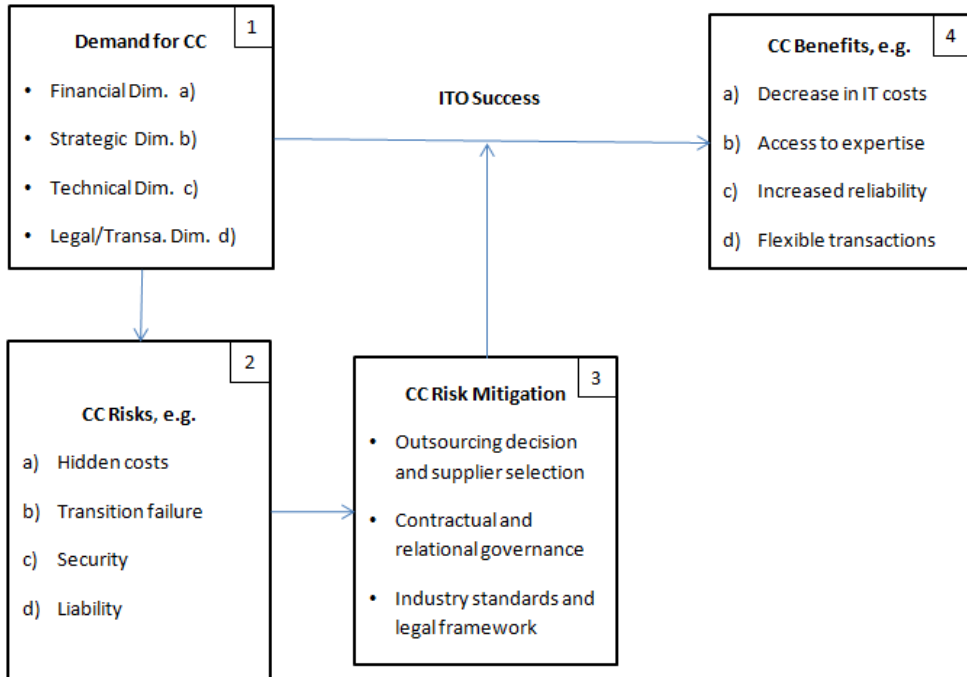 1
Demand for CC
• Financial Dim. a)
• Strategic Dim. b)
• Technical Dim. c)
• Legal/Transa. Dim. d)
ITO Success
4
CC Benefits, e.g.
a) Decrease in IT costs
b) Access to expertise
c) Increased reliability
d) Flexible transactions
2
CC Risks, e.g.
a) Hidden costs
b) Transition failure
c) Security
d) Liability
3
CC Risk Mitigation
• Outsourcing decision
and supplier selection
• Contractual and
relational governance
• Industry standards and
legal framework